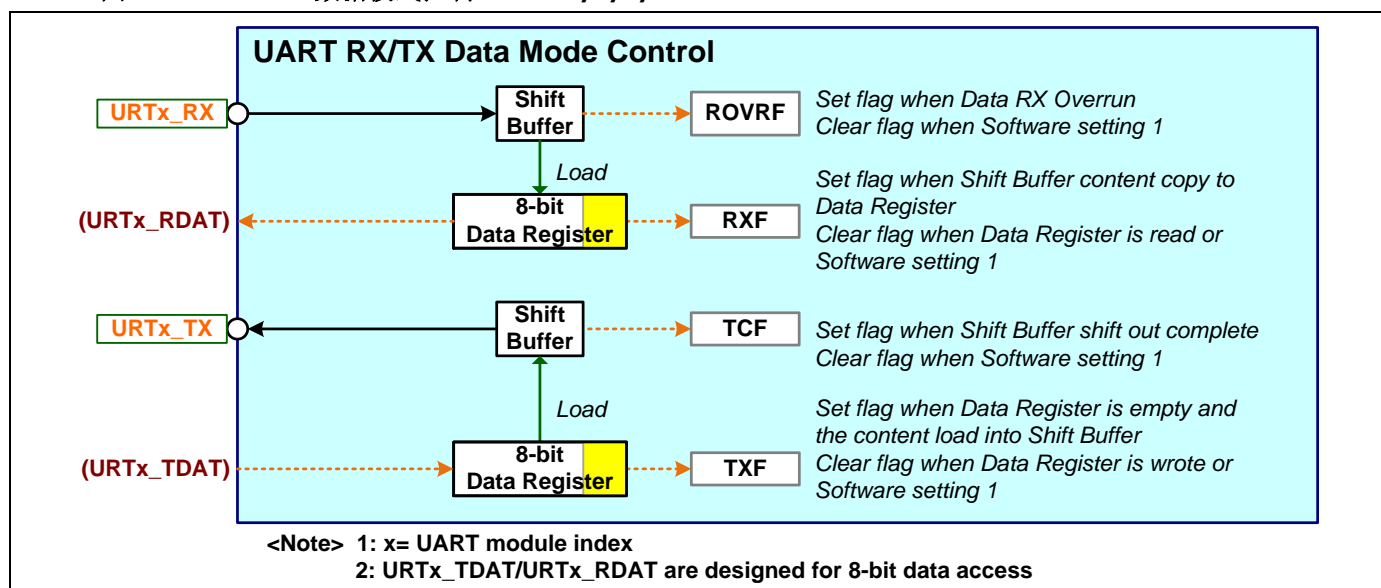 UART RX/TX Data Mode Control
URTx_RX
Shift
Buffer
ROVRF
Set flag when Data RX Overrun
Clear flag when Software setting 1
Load
(URTx_RDAT)
8-bit
Data Register
RXF
Set flag when Shift Buffer content copy to
Data Register
Clear flag when Data Register is read or
Software setting 1
URTx_TX
Shift
Buffer
TCF
Set flag when Shift Buffer shift out complete
Clear flag when Software setting 1
Load
(URTx_TDAT)
8-bit
Data Register
TXF
Set flag when Data Register is empty and
the content load into Shift Buffer
Clear flag when Data Register is wrote or
Software setting 1
<Note> 1: x= UART module index
2: URTx_TDAT/URTx_RDAT are designed for 8-bit data access